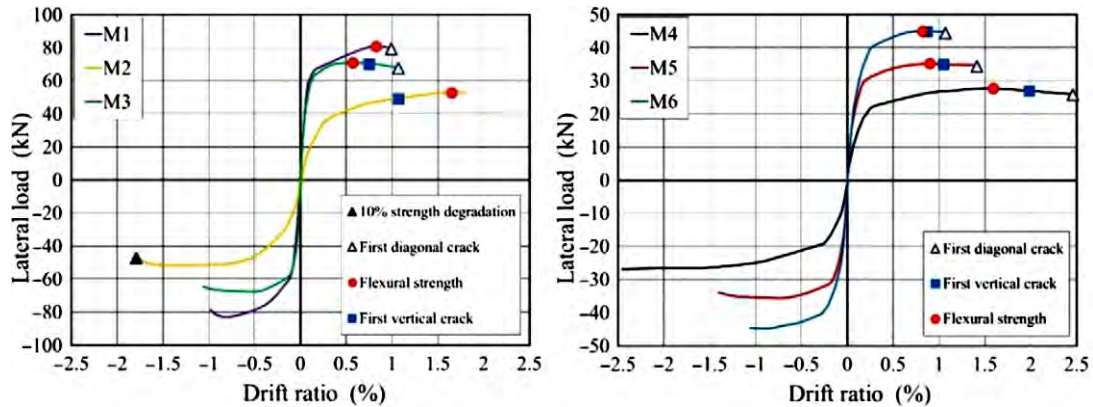 M1
M2
M3
100
80
60
40
20
0
−20
−40
−60
−80
−100
Lateral load (kN)
▲ 10% strength degradation
△ First diagonal crack
Flexural strength
First vertical crack
−2.5 −2 −1.5 −1 −0.5 0 0.5 1 1.5 2 2.5
Drift ratio (%)
M4
M5
M6
50
40
30
20
10
0
−10
−20
−30
−40
−50
Lateral load (kN)
△ First diagonal crack
First vertical crack
Flexural strength
−2.5 −2 −1.5 −1 −0.5 0 0.5 1 1.5 2 2.5
Drift ratio (%)